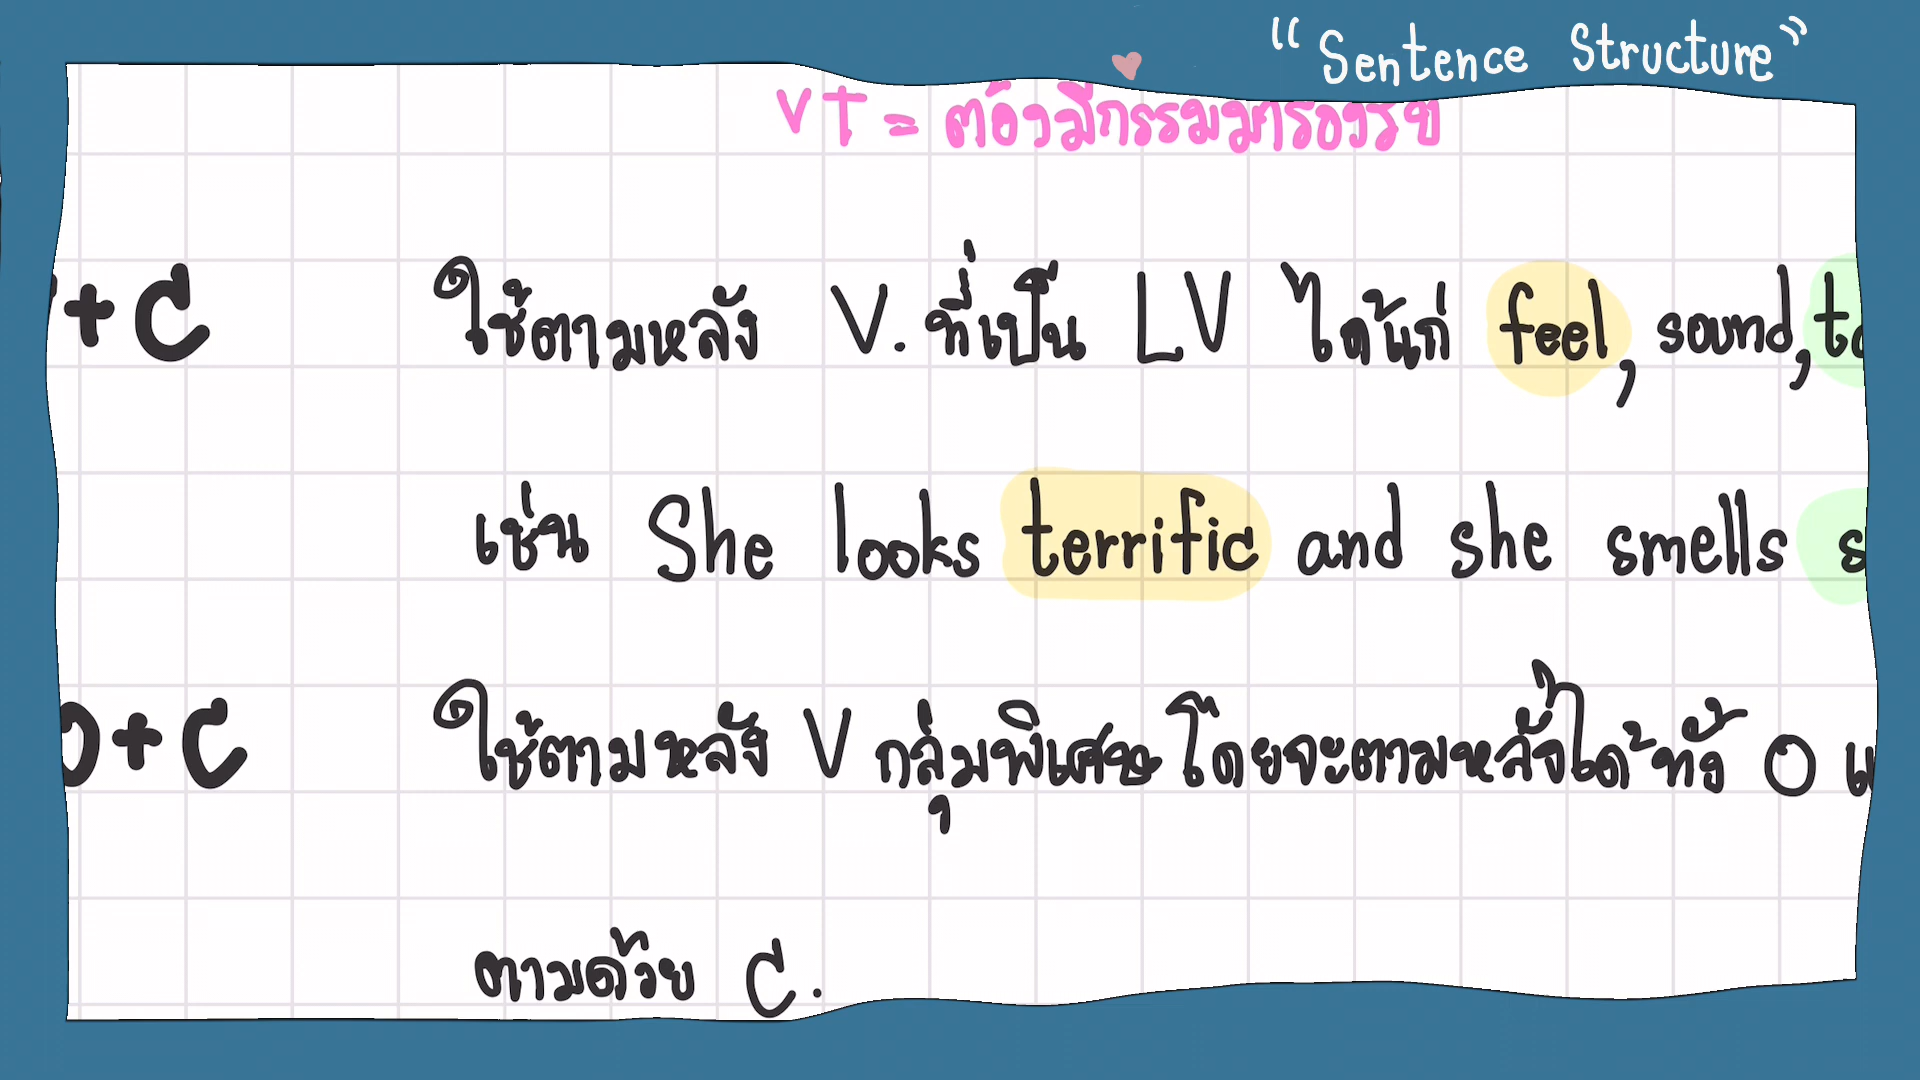 "Sentence Structure"
VT = ต้องมีกรรมมารองรับ
+ C ใช้ตามหลัง V. ที่เป็น LV ได้แก่ feel, sound,
เช่น She looks terrific and she smells
O + C ใช้ตามหลัง V กลุ่มพิเศษ โดยจะตามหลังได้ทั้ง O
ตามด้วย C.